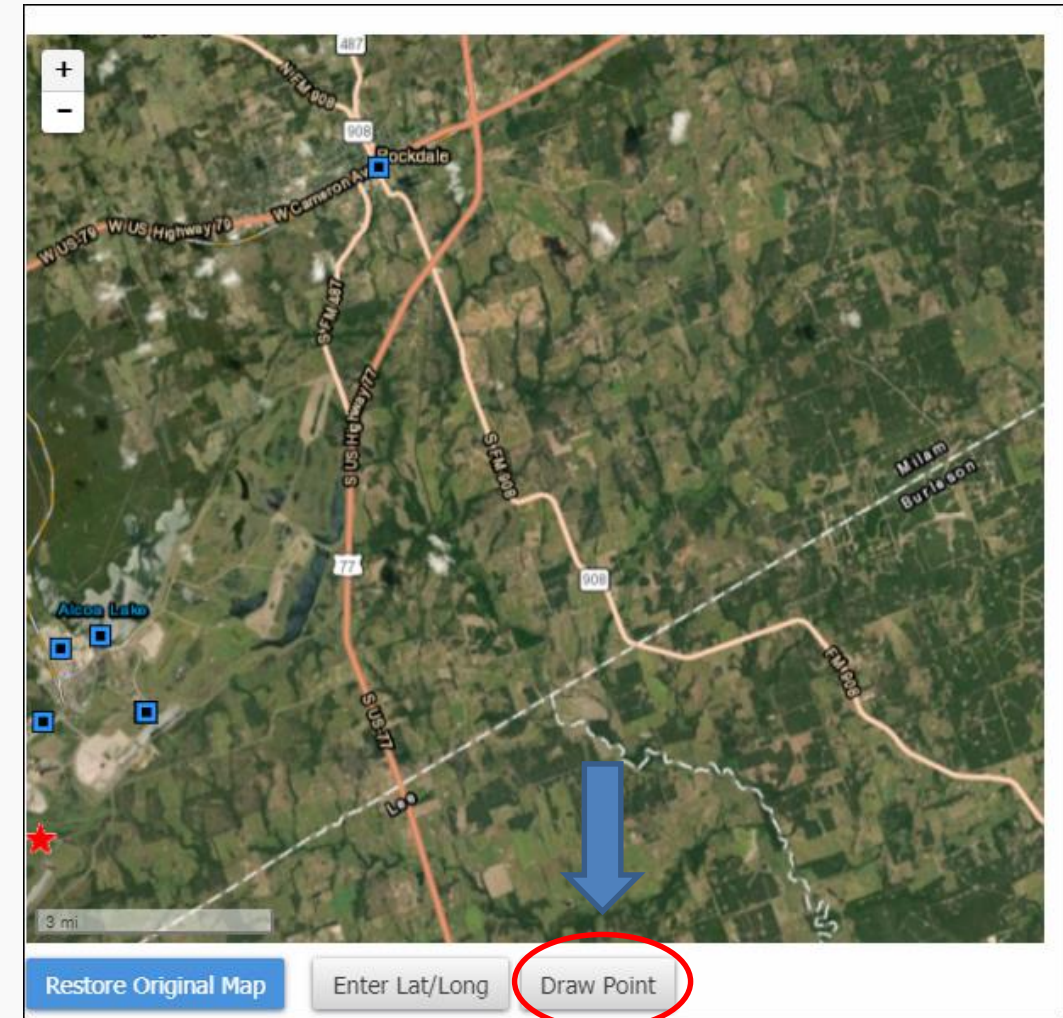 487
+
−
N FM 908
908
Rockdale
W Cameron Av
W US Highway 79
W US-79
S FM 487
S US Highway 77
S FM 908
Milam
Burleson
77
908
Alcoa Lake
FM 908
S US-77
Lee
3 mi
Restore Original Map
Enter Lat/Long
Draw Point